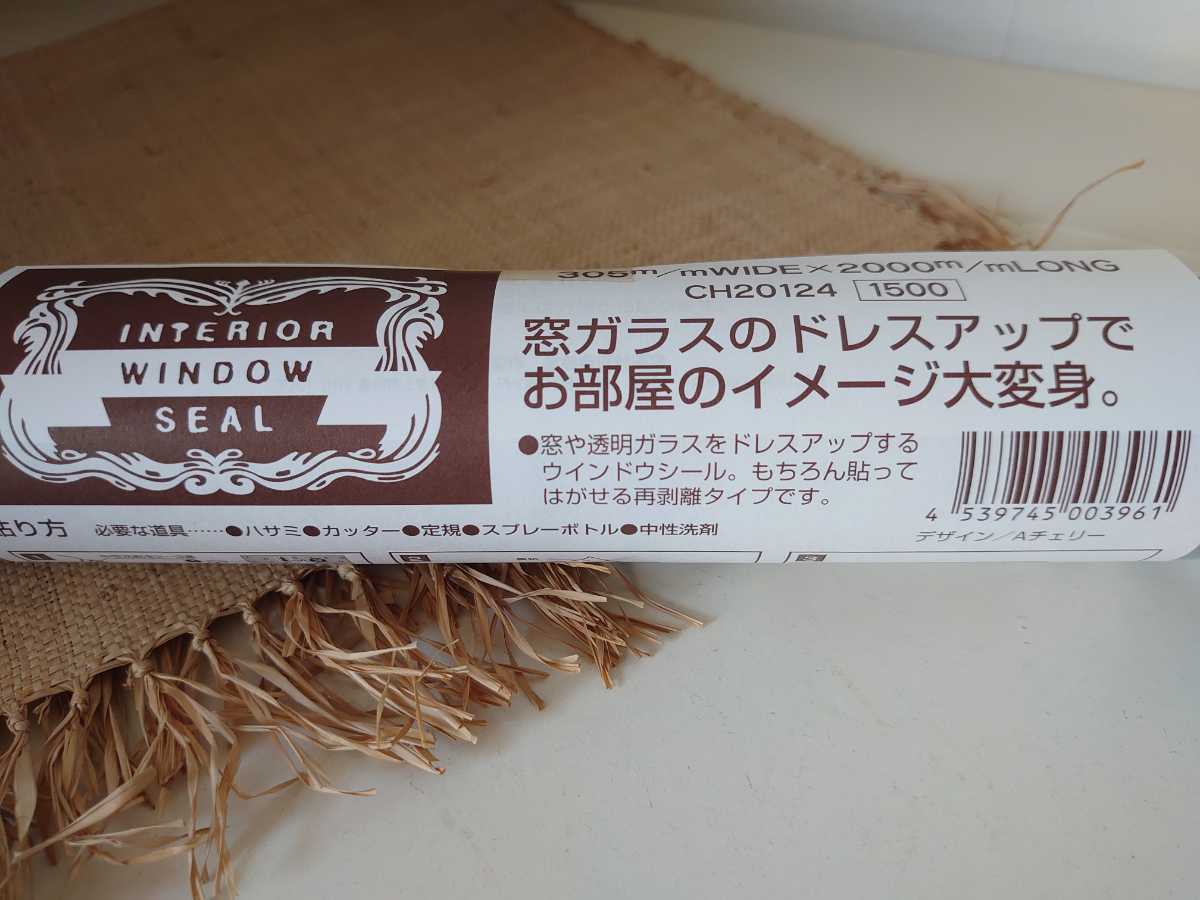 INTERIOR
WINDOW
SEAL
305m/mWIDE×2000m/mLONG
CH20124 1500
窓ガラスのドレスアップで
お部屋のイメージ大変身。
●窓や透明ガラスをドレスアップする
ウインドウシール。もちろん貼って
はがせる再剥離タイプです。
4 539745 003961
デザイン／Aチェリー
貼り方 必要な道具……●ハサミ●カッター●定規●スプレーボトル●中性洗剤